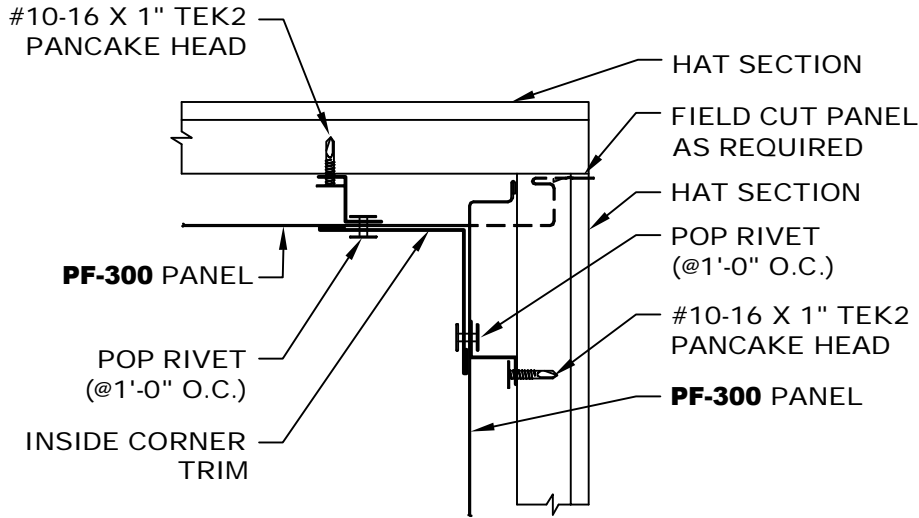 #10-16 X 1" TEK2
PANCAKE HEAD
HAT SECTION
FIELD CUT PANEL
AS REQUIRED
HAT SECTION
POP RIVET
(@1'-0" O.C.)
PF-300 PANEL
#10-16 X 1" TEK2
PANCAKE HEAD
POP RIVET
(@1'-0" O.C.)
PF-300 PANEL
INSIDE CORNER
TRIM